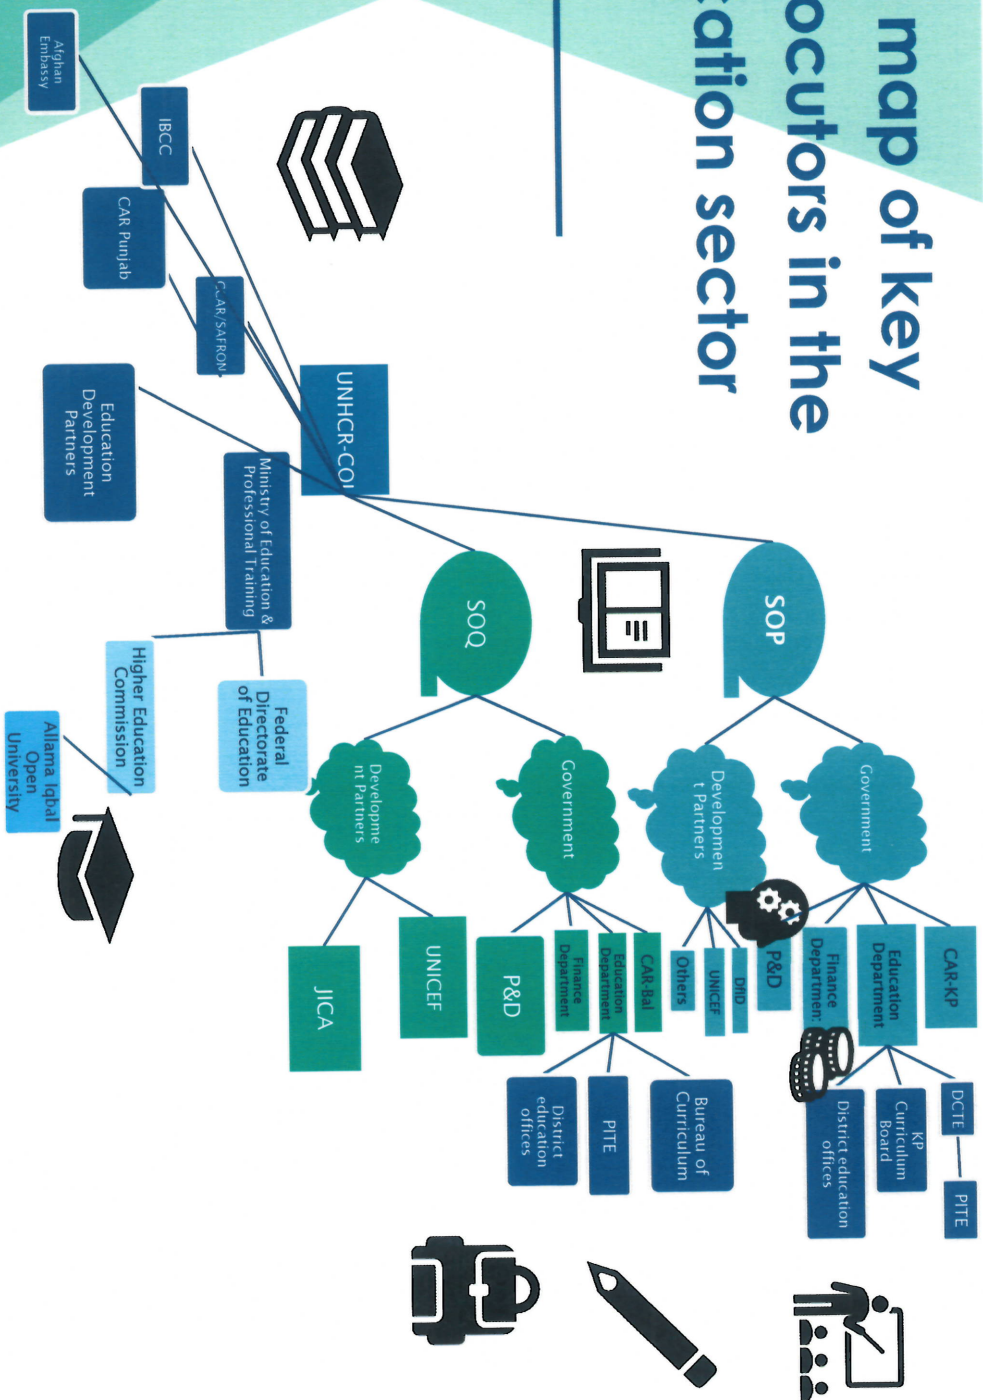 map of key
ocutors in the
cation sector
Afghan
Embassy
IBCC
CAR Punjab
CCAR/SAFRON
UNHCR-COI
Education
Development
Partners
Ministry of Education &
Professional Training
Federal
Directorate
of Education
Higher Education
Commission
Allama Iqbal
Open
University
SOP
Government
CAR-KP
Education
Department
Finance
Departmen
P&D
DCTE
PITE
KP
Curriculum
Board
District education
offices
Developmen
t Partners
DfID
UNICEF
Others
SOQ
Government
CAR-Bal
Education
Department
Finance
Department
P&D
Bureau of
Curriculum
PITE
District
education
offices
Developme
nt Partners
UNICEF
JICA